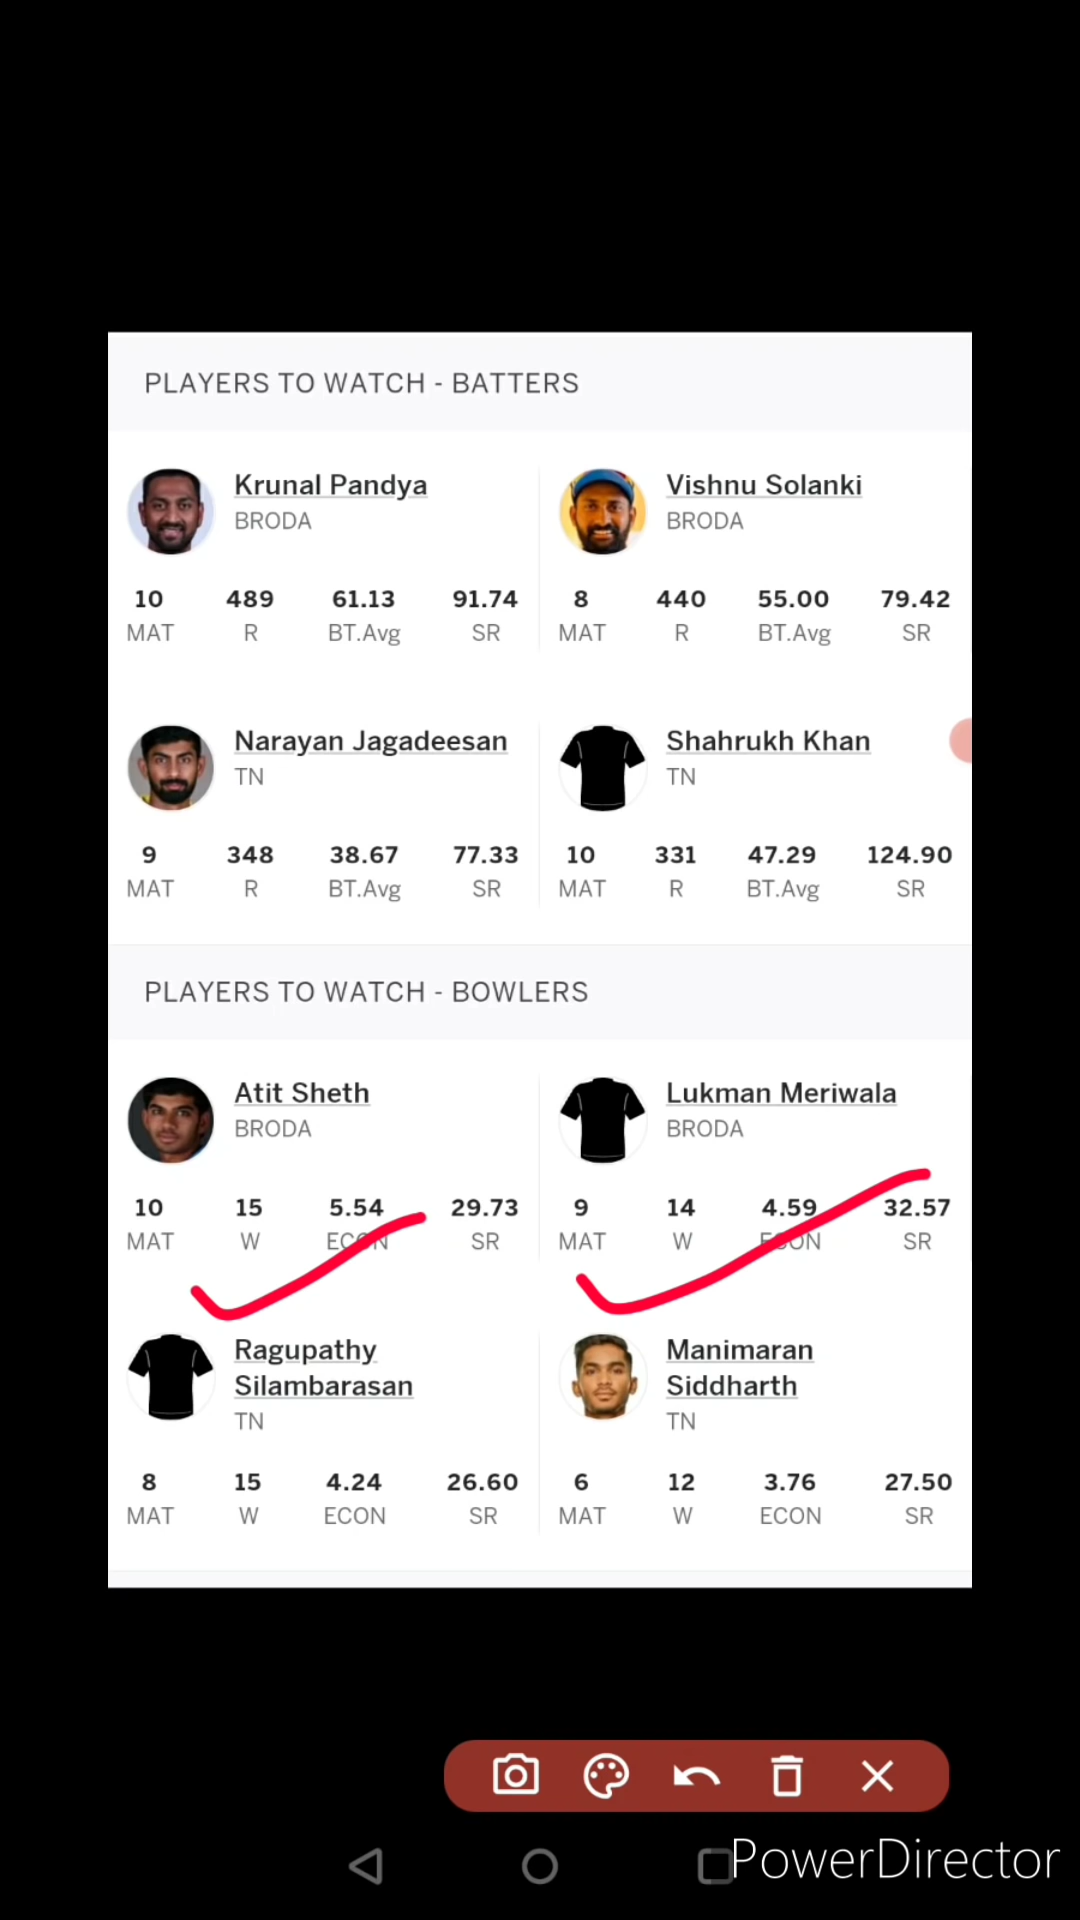 PLAYERS TO WATCH - BATTERS
Krunal Pandya
BRODA
10 489 61.13 91.74
MAT R BT.Avg SR
Vishnu Solanki
BRODA
8 440 55.00 79.42
MAT R BT.Avg SR
Narayan Jagadeesan
TN
9 348 38.67 77.33
MAT R BT.Avg SR
Shahrukh Khan
TN
10 331 47.29 124.90
MAT R BT.Avg SR
PLAYERS TO WATCH - BOWLERS
Atit Sheth
BRODA
10 15 5.54 29.73
MAT W ECON SR
Lukman Meriwala
BRODA
9 14 4.59 32.57
MAT W ECON SR
Ragupathy
Silambarasan
TN
8 15 4.24 26.60
MAT W ECON SR
Manimaran
Siddharth
TN
6 12 3.76 27.50
MAT W ECON SR
PowerDirector